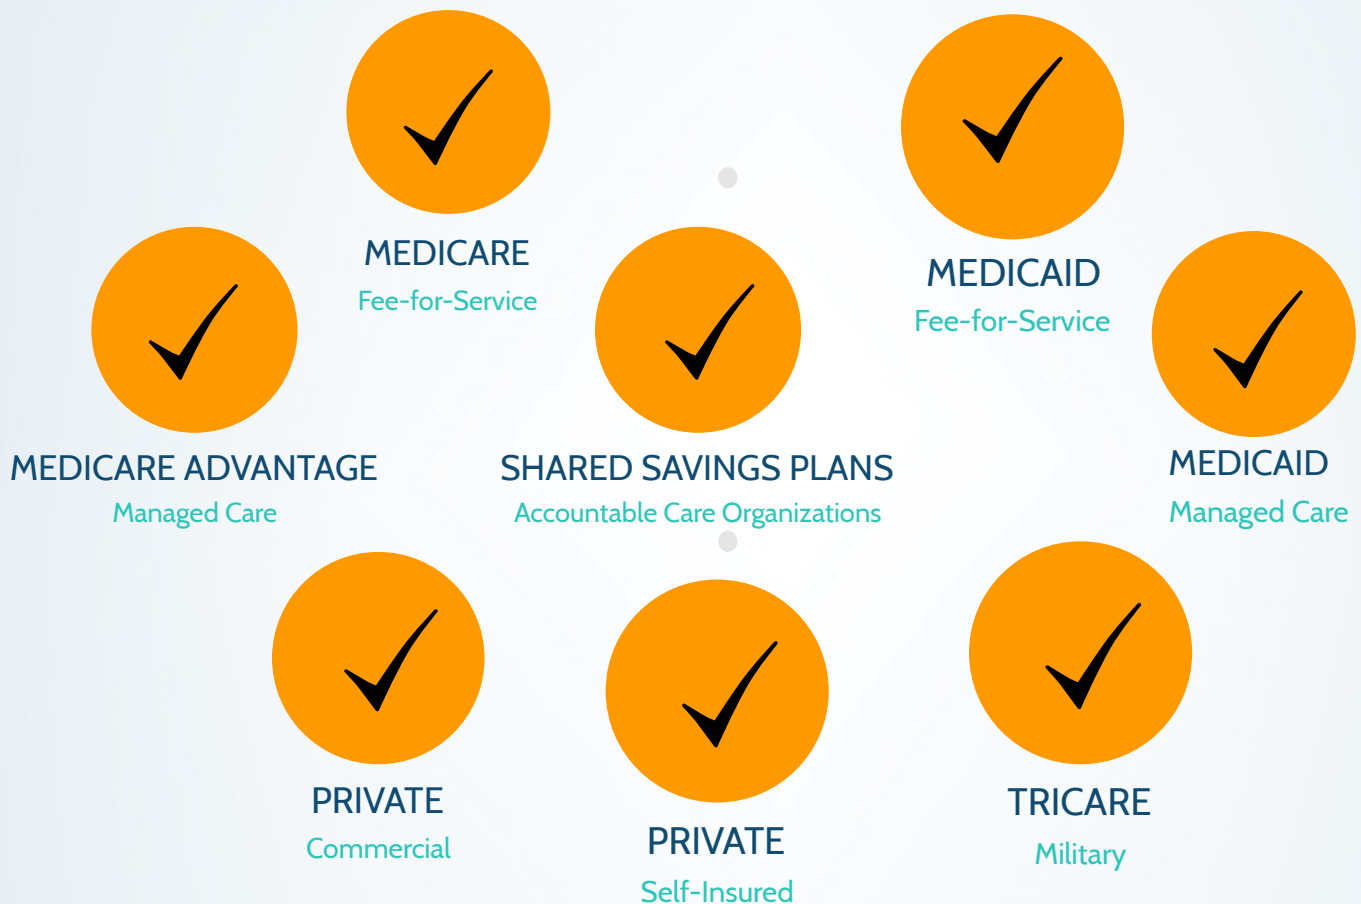 MEDICARE
Fee-for-Service
MEDICAID
Fee-for-Service
MEDICARE ADVANTAGE
Managed Care
SHARED SAVINGS PLANS
Accountable Care Organizations
MEDICAID
Managed Care
PRIVATE
Commercial
PRIVATE
Self-Insured
TRICARE
Military